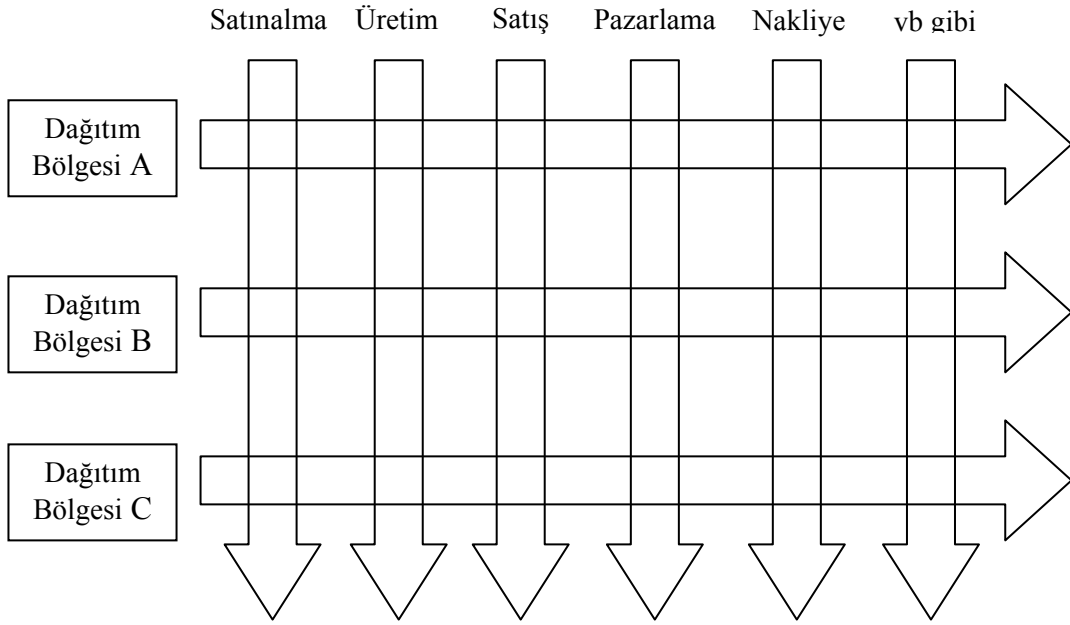 Satınalma Üretim Satış Pazarlama Nakliye vb gibi
Dağıtım
Bölgesi A
Dağıtım
Bölgesi B
Dağıtım
Bölgesi C